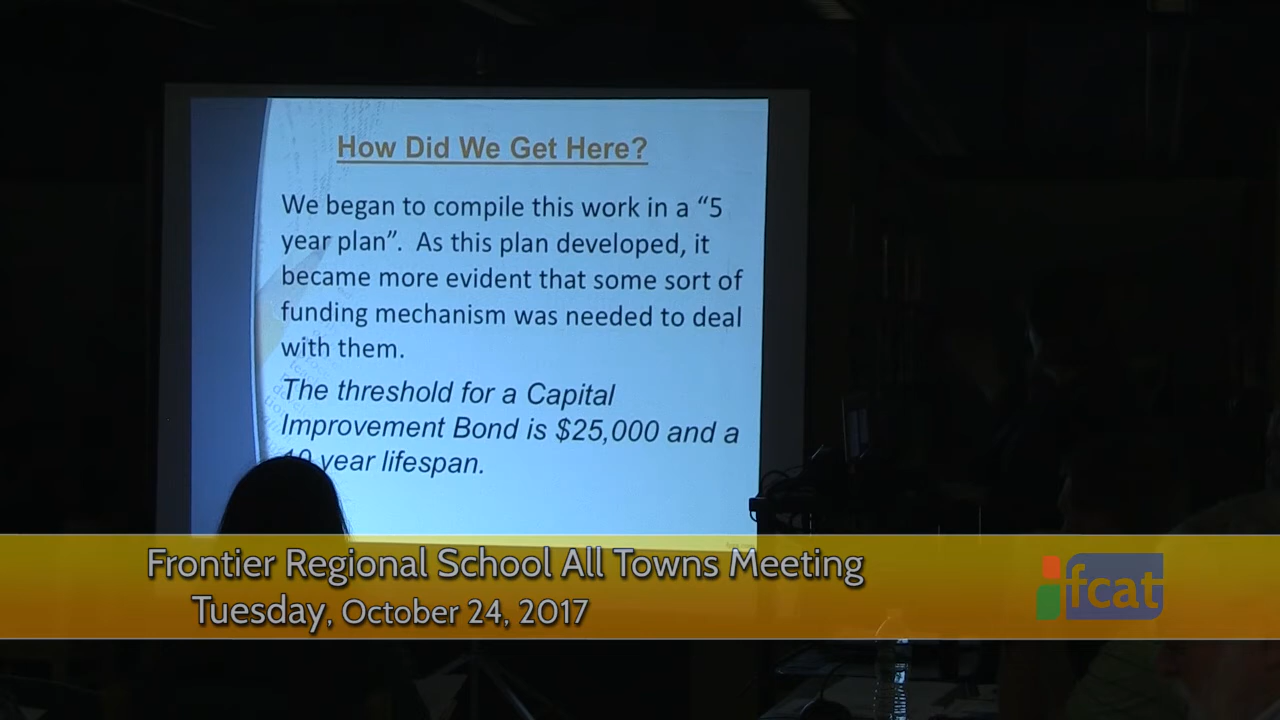 How Did We Get Here?
We began to compile this work in a “5
year plan”.  As this plan developed, it
became more evident that some sort of
funding mechanism was needed to deal
with them.
The threshold for a Capital
Improvement Bond is $25,000 and a
10 year lifespan.
Frontier Regional School All Towns Meeting
Tuesday, October 24, 2017
fcat